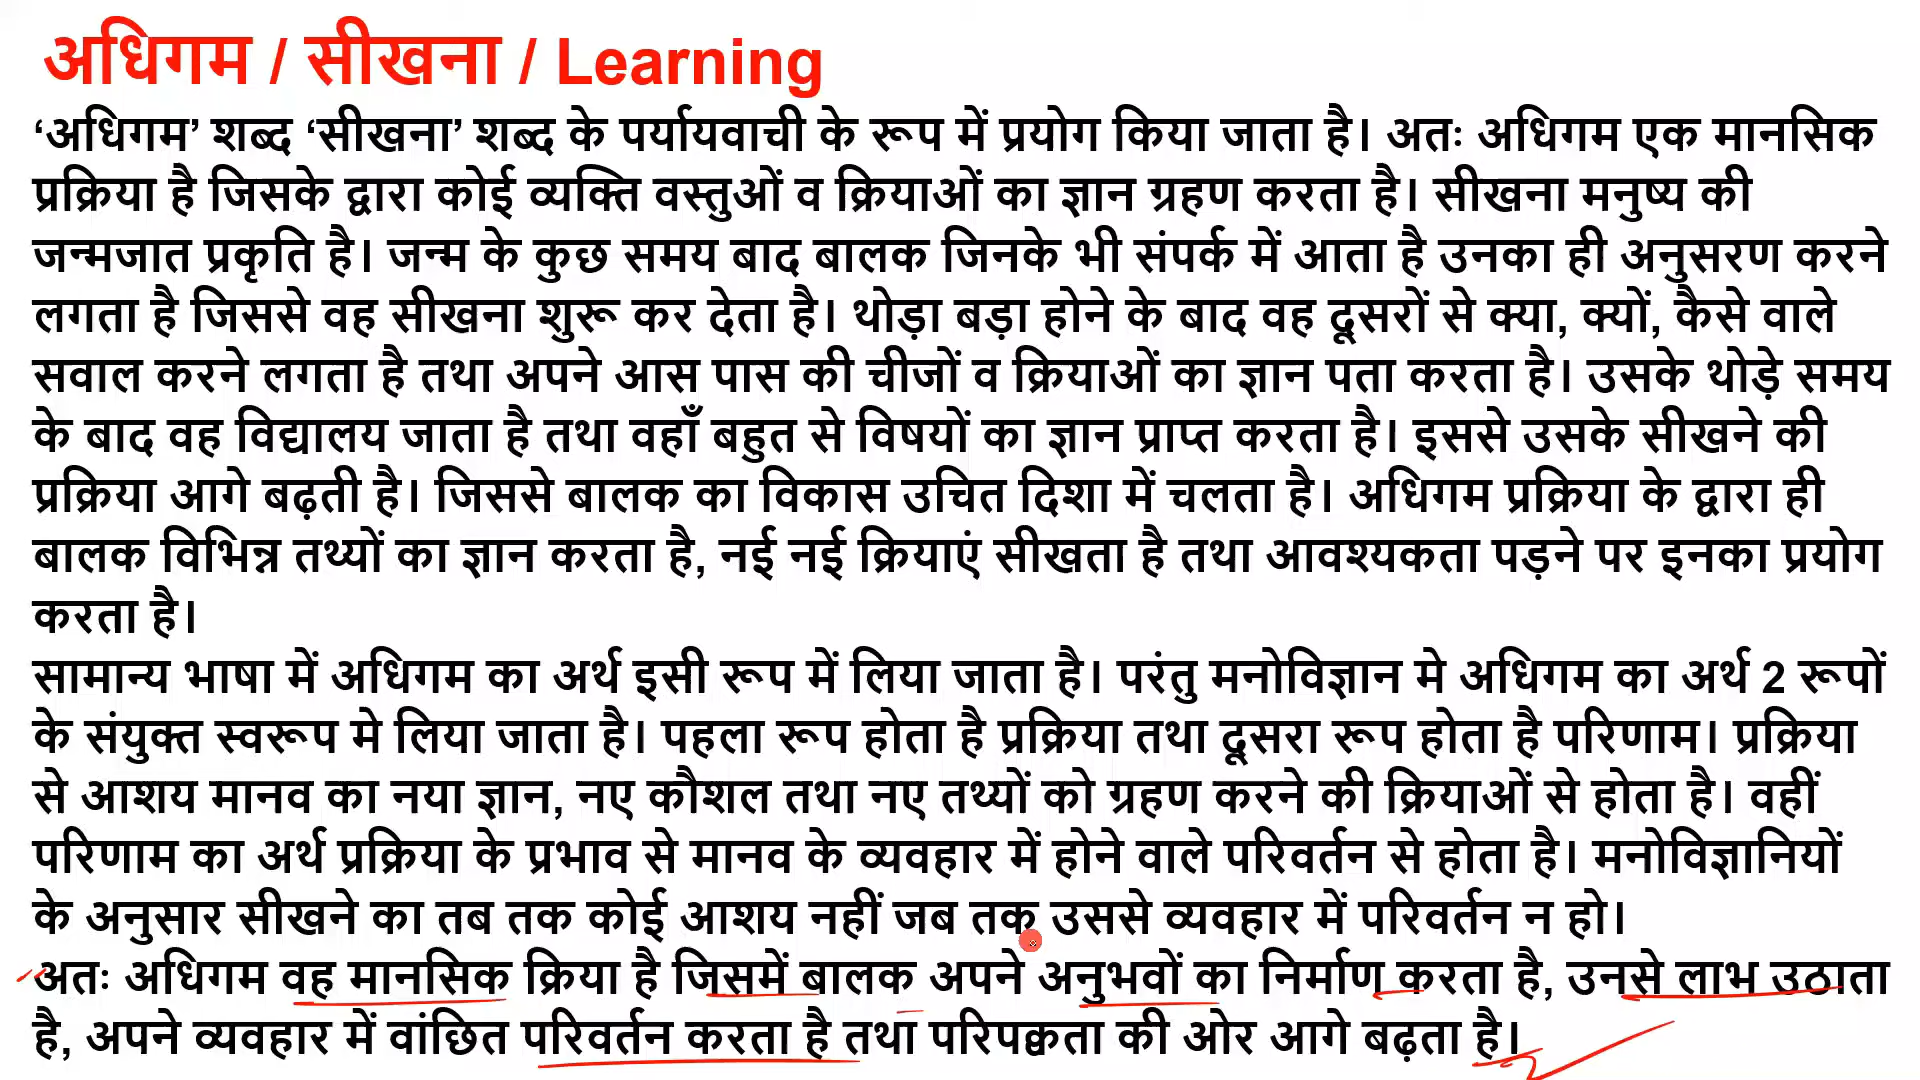 अधिगम / सीखना / Learning
‘अधिगम’ शब्द ‘सीखना’ शब्द के पर्यायवाची के रूप में प्रयोग किया जाता है। अतः अधिगम एक मानसिक
प्रक्रिया है जिसके द्वारा कोई व्यक्ति वस्तुओं व क्रियाओं का ज्ञान ग्रहण करता है। सीखना मनुष्य की
जन्मजात प्रकृति है। जन्म के कुछ समय बाद बालक जिनके भी संपर्क में आता है उनका ही अनुसरण करने
लगता है जिससे वह सीखना शुरू कर देता है। थोड़ा बड़ा होने के बाद वह दूसरों से क्या, क्यों, कैसे वाले
सवाल करने लगता है तथा अपने आस पास की चीजों व क्रियाओं का ज्ञान पता करता है। उसके थोड़े समय
के बाद वह विद्यालय जाता है तथा वहाँ बहुत से विषयों का ज्ञान प्राप्त करता है। इससे उसके सीखने की
प्रक्रिया आगे बढ़ती है। जिससे बालक का विकास उचित दिशा में चलता है। अधिगम प्रक्रिया के द्वारा ही
बालक विभिन्न तथ्यों का ज्ञान करता है, नई नई क्रियाएं सीखता है तथा आवश्यकता पड़ने पर इनका प्रयोग
करता है।
सामान्य भाषा में अधिगम का अर्थ इसी रूप में लिया जाता है। परंतु मनोविज्ञान मे अधिगम का अर्थ 2 रूपों
के संयुक्त स्वरूप मे लिया जाता है। पहला रूप होता है प्रक्रिया तथा दूसरा रूप होता है परिणाम। प्रक्रिया
से आशय मानव का नया ज्ञान, नए कौशल तथा नए तथ्यों को ग्रहण करने की क्रियाओं से होता है। वहीं
परिणाम का अर्थ प्रक्रिया के प्रभाव से मानव के व्यवहार में होने वाले परिवर्तन से होता है। मनोविज्ञानियों
के अनुसार सीखने का तब तक कोई आशय नहीं जब तक उससे व्यवहार में परिवर्तन न हो।
अतः अधिगम वह मानसिक क्रिया है जिसमें बालक अपने अनुभवों का निर्माण करता है, उनसे लाभ उठाता
है, अपने व्यवहार में वांछित परिवर्तन करता है तथा परिपक्वता की ओर आगे बढ़ता है।